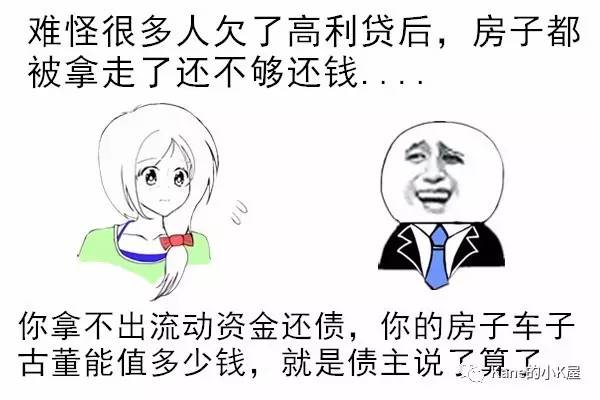 难怪很多人欠了高利贷后，房子都
被拿走了还不够还钱....
你拿不出流动资金还债，你的房子车子
古董能值多少钱，就是债主说了算了
Kane的小K屋